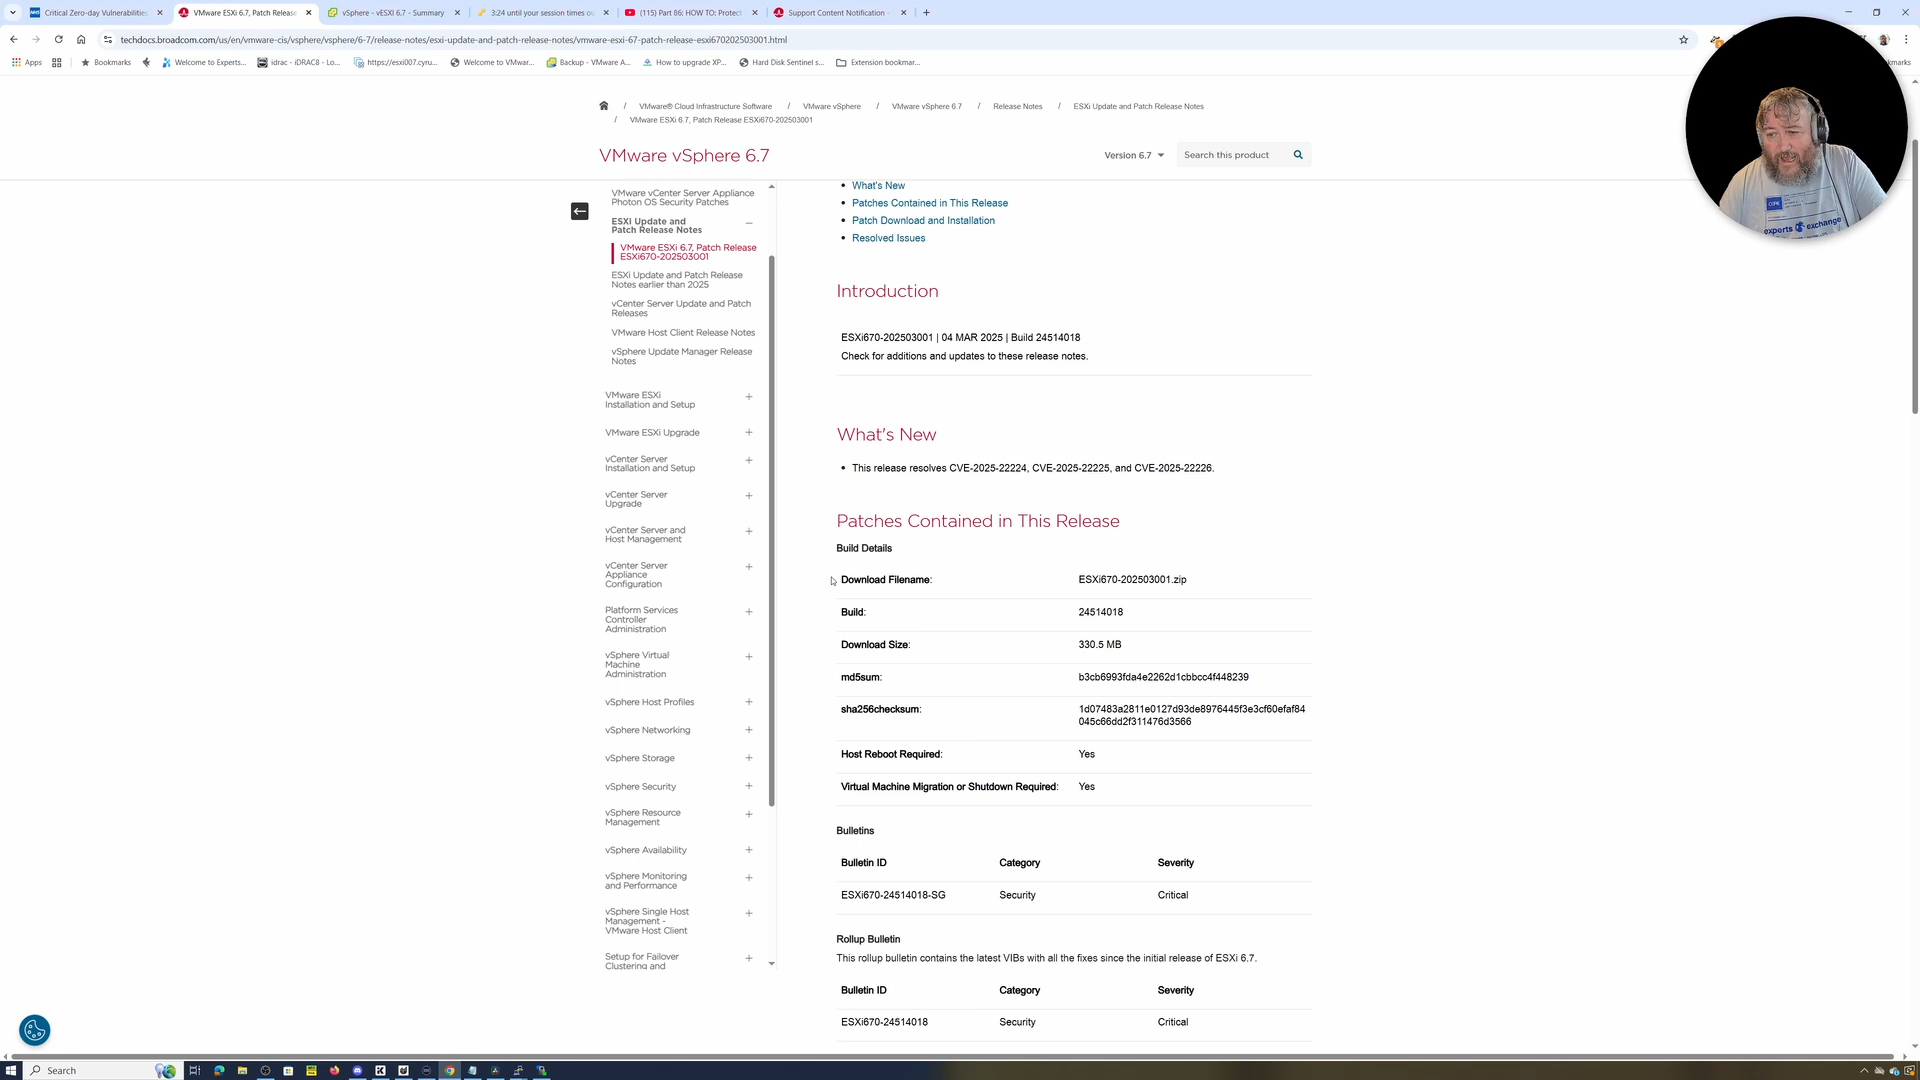 Critical Zero-day Vulnerabilities
VMware ESXi 6.7, Patch Release
vSphere - vESXi 6.7 - Summary
3:24 until your session times ou
(115) Part 86: HOW TO: Protect
Support Content Notification -
techdocs.broadcom.com/us/en/vmware-cis/vsphere/vsphere/6-7/release-notes/esxi-update-and-patch-release-notes/vmware-esxi-67-patch-release-esxi670202503001.html
Apps
Bookmarks
Welcome to Experts...
idrac - iDRAC8 - Lo...
https://esxi007.cyru...
Welcome to VMwar...
Backup - VMware A...
How to upgrade XP...
Hard Disk Sentinel s...
Extension bookmar...
VMware® Cloud Infrastructure Software / VMware vSphere / VMware vSphere 6.7 / Release Notes / ESXi Update and Patch Release Notes
/ VMware ESXi 6.7, Patch Release ESXi670-202503001
VMware vSphere 6.7
Version 6.7
Search this product
VMware vCenter Server Appliance
Photon OS Security Patches
ESXi Update and
Patch Release Notes
VMware ESXi 6.7, Patch Release
ESXi670-202503001
ESXi Update and Patch Release
Notes earlier than 2025
vCenter Server Update and Patch
Releases
VMware Host Client Release Notes
vSphere Update Manager Release
Notes
VMware ESXi
Installation and Setup
VMware ESXi Upgrade
vCenter Server
Installation and Setup
vCenter Server
Upgrade
vCenter Server and
Host Management
vCenter Server
Appliance
Configuration
Platform Services
Controller
Administration
vSphere Virtual
Machine
Administration
vSphere Host Profiles
vSphere Networking
vSphere Storage
vSphere Security
vSphere Resource
Management
vSphere Availability
vSphere Monitoring
and Performance
vSphere Single Host
Management -
VMware Host Client
Setup for Failover
Clustering and
What's New
Patches Contained in This Release
Patch Download and Installation
Resolved Issues
Introduction
ESXi670-202503001 | 04 MAR 2025 | Build 24514018
Check for additions and updates to these release notes.
What's New
This release resolves CVE-2025-22224, CVE-2025-22225, and CVE-2025-22226.
Patches Contained in This Release
Build Details
Download Filename: ESXi670-202503001.zip
Build: 24514018
Download Size: 330.5 MB
md5sum: b3cb6993fda4e2262d1cbbcc4f448239
sha256checksum: 1d07483a2811e0127d93de8976445f3e3cf60efaf84
045c66dd2f311476d3566
Host Reboot Required: Yes
Virtual Machine Migration or Shutdown Required: Yes
Bulletins
Bulletin ID Category Severity
ESXi670-24514018-SG Security Critical
Rollup Bulletin
This rollup bulletin contains the latest VIBs with all the fixes since the initial release of ESXi 6.7.
Bulletin ID Category Severity
ESXi670-24514018 Security Critical
experts exchange
Search